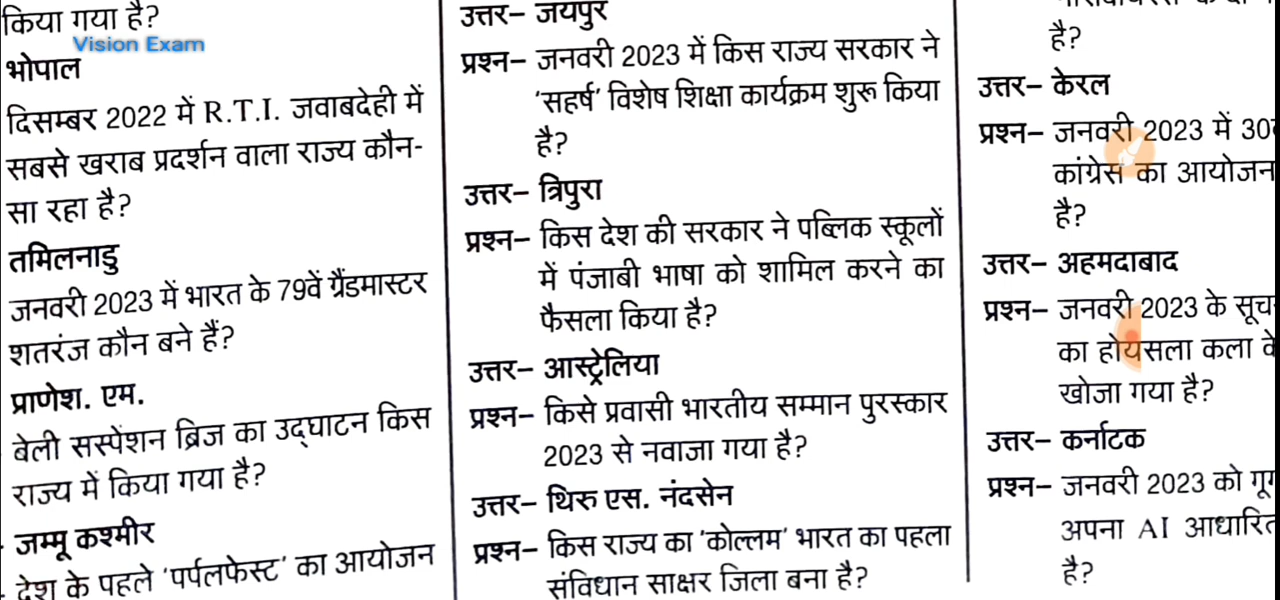 किया गया है?
Vision Exam
भोपाल
दिसम्बर 2022 में R.T.I. जवाबदेही में
सबसे खराब प्रदर्शन वाला राज्य कौन-
सा रहा है?
तमिलनाडु
जनवरी 2023 में भारत के 79वें ग्रैंडमास्टर
शतरंज कौन बने हैं?
प्राणेश. एम.
बेली सस्पेंशन ब्रिज का उद्घाटन किस
राज्य में किया गया है?
जम्मू कश्मीर
देश के पहले 'पर्पलफेस्ट' का आयोजन
उत्तर– जयपुर
प्रश्न– जनवरी 2023 में किस राज्य सरकार ने
'सहर्ष' विशेष शिक्षा कार्यक्रम शुरू किया
है?
उत्तर– त्रिपुरा
प्रश्न– किस देश की सरकार ने पब्लिक स्कूलों
में पंजाबी भाषा को शामिल करने का
फैसला किया है?
उत्तर– आस्ट्रेलिया
प्रश्न– किसे प्रवासी भारतीय सम्मान पुरस्कार
2023 से नवाजा गया है?
उत्तर– थिरु एस. नंदसेन
प्रश्न– किस राज्य का 'कोल्लम' भारत का पहला
संविधान साक्षर जिला बना है?
है?
उत्तर– केरल
प्रश्न– जनवरी 2023 में 30
कांग्रेस का आयोजन
है?
उत्तर– अहमदाबाद
प्रश्न– जनवरी 2023 के
का होयसला कला
खोजा गया है?
उत्तर– कर्नाटक
प्रश्न– जनवरी 2023 को
अपना AI
है?